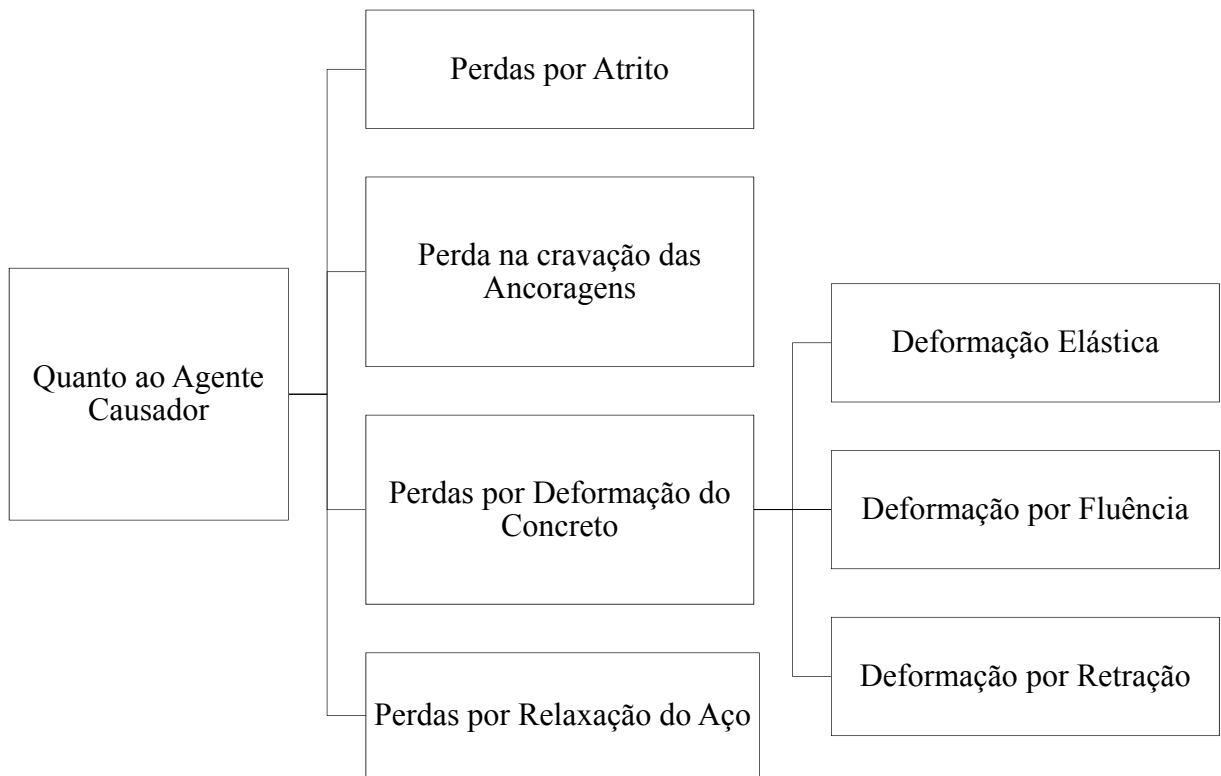 Quanto ao Agente
Causador
Perdas por Atrito
Perda na cravação das
Ancoragens
Perdas por Deformação do
Concreto
Perdas por Relaxação do Aço
Deformação Elástica
Deformação por Fluência
Deformação por Retração